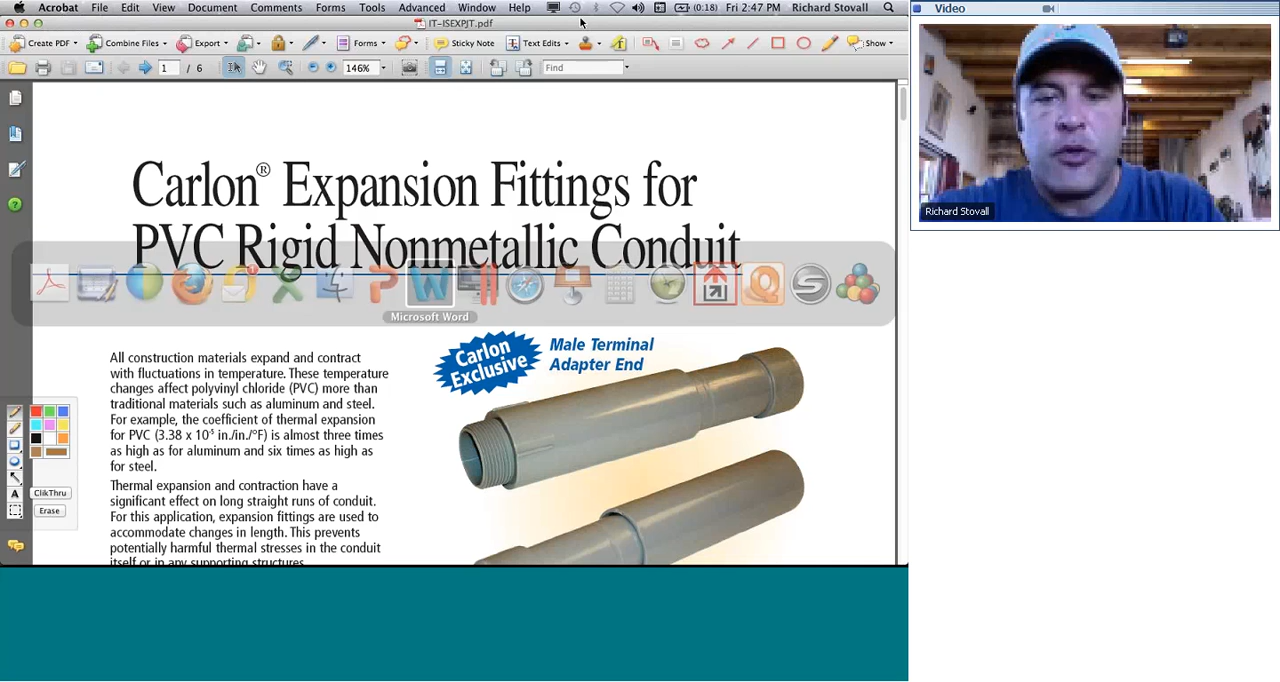 Acrobat File Edit View Document Comments Forms Tools Advanced Window Help (0:18) Fri 2:47 PM Richard Stovall
IT-ISEXPJT.pdf
Create PDF Combine Files Export Forms Sticky Note Text Edits Show
1 / 6 146% Find
Carlon® Expansion Fittings for
PVC Rigid Nonmetallic Conduit
Microsoft Word
All construction materials expand and contract
with fluctuations in temperature. These temperature
changes affect polyvinyl chloride (PVC) more than
traditional materials such as aluminum and steel.
For example, the coefficient of thermal expansion
for PVC (3.38 x 10-5 in./in./°F) is almost three times
as high as for aluminum and six times as high as
for steel.
Thermal expansion and contraction have a
significant effect on long straight runs of conduit.
For this application, expansion fittings are used to
accommodate changes in length. This prevents
potentially harmful thermal stresses in the conduit
itself or in any supporting structures.
Carlon
Exclusive
Male Terminal
Adapter End
A
ClikThru
Erase
Video
Richard Stovall